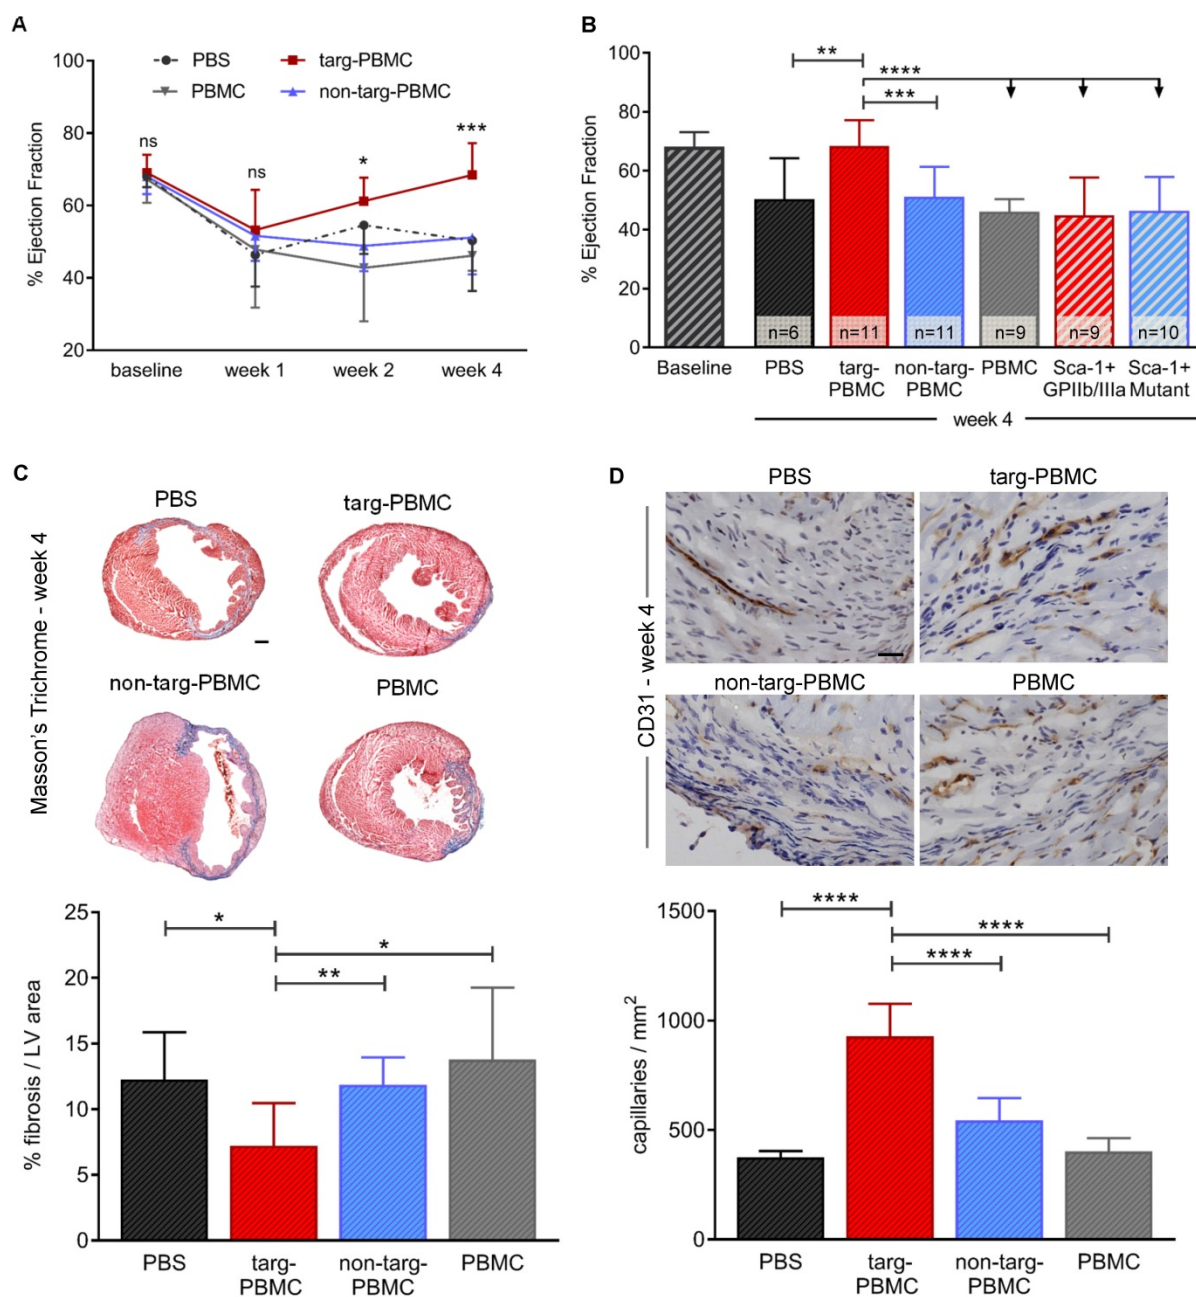 A
100
80
60
40
20
% Ejection Fraction
PBS
targ-PBMC
PBMC
non-targ-PBMC
ns
ns
*
***
baseline
week 1
week 2
week 4
B
100
80
60
40
20
0
% Ejection Fraction
**
****
***
n=6
n=11
n=11
n=9
n=9
n=10
Baseline
PBS
targ-
PBMC
non-targ-
PBMC
PBMC
Sca-1+
GPIIb/IIIa
Sca-1+
Mutant
week 4
C
Masson's Trichrome - week 4
PBS
targ-PBMC
non-targ-PBMC
PBMC
25
20
15
10
5
0
% fibrosis / LV area
*
*
**
PBS
targ-
PBMC
non-targ-
PBMC
PBMC
D
CD31 - week 4
PBS
targ-PBMC
non-targ-PBMC
PBMC
1500
1000
500
0
capillaries / mm²
****
****
****
PBS
targ-
PBMC
non-targ-
PBMC
PBMC